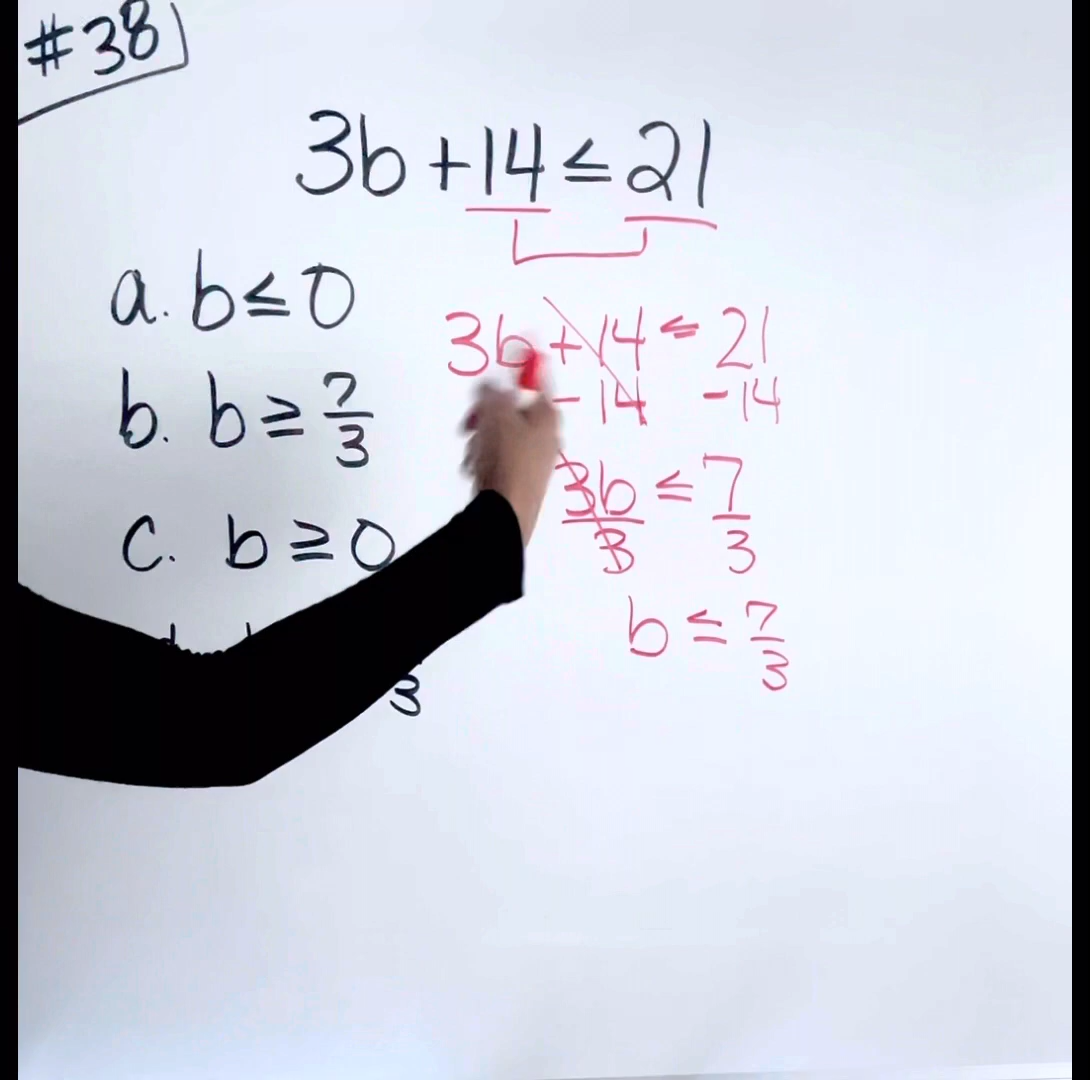 #38
3b + 14 ≤ 21
a. b ≤ 0
b. b ≥ 7/3
c. b ≥ 0
3
3b + 14 ≤ 21
- 14 - 14
3b/3 ≤ 7/3
b ≤ 7/3